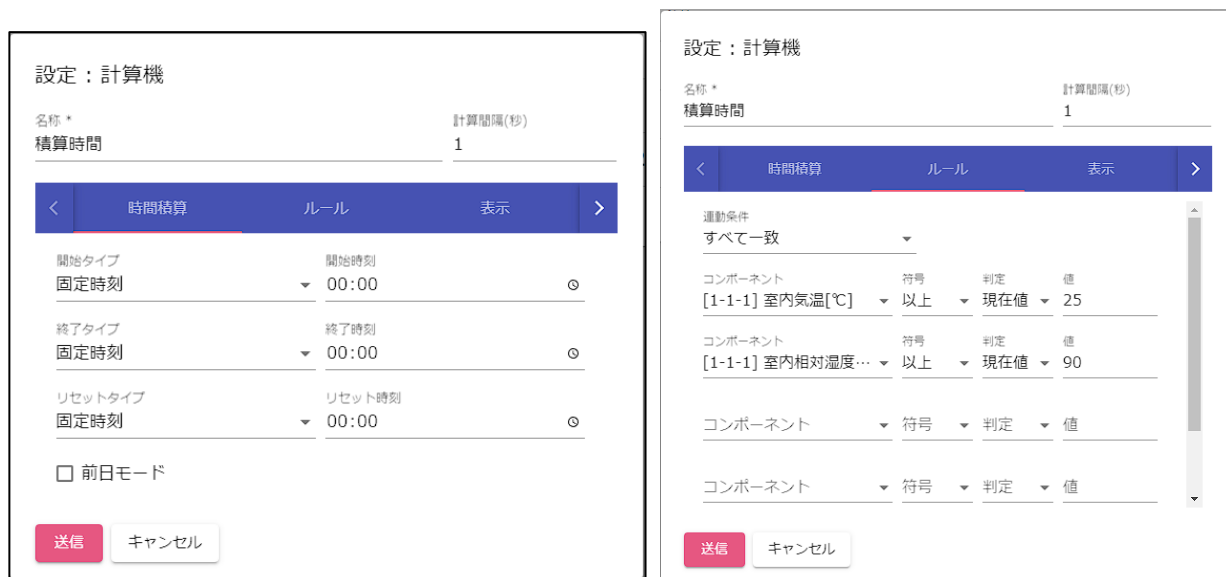 設定：計算機
名称 * 計算間隔(秒)
積算時間 1
時間積算 ルール 表示
開始タイプ 開始時刻
固定時刻 00:00
終了タイプ 終了時刻
固定時刻 00:00
リセットタイプ リセット時刻
固定時刻 00:00
前日モード
送信 キャンセル
設定：計算機
名称 * 計算間隔(秒)
積算時間 1
時間積算 ルール 表示
連動条件
すべて一致
コンポーネント 符号 判定 値
[1-1-1] 室内気温[℃] 以上 現在値 25
コンポーネント 符号 判定 値
[1-1-1] 室内相対湿度… 以上 現在値 90
コンポーネント 符号 判定 値
コンポーネント 符号 判定 値
送信 キャンセル